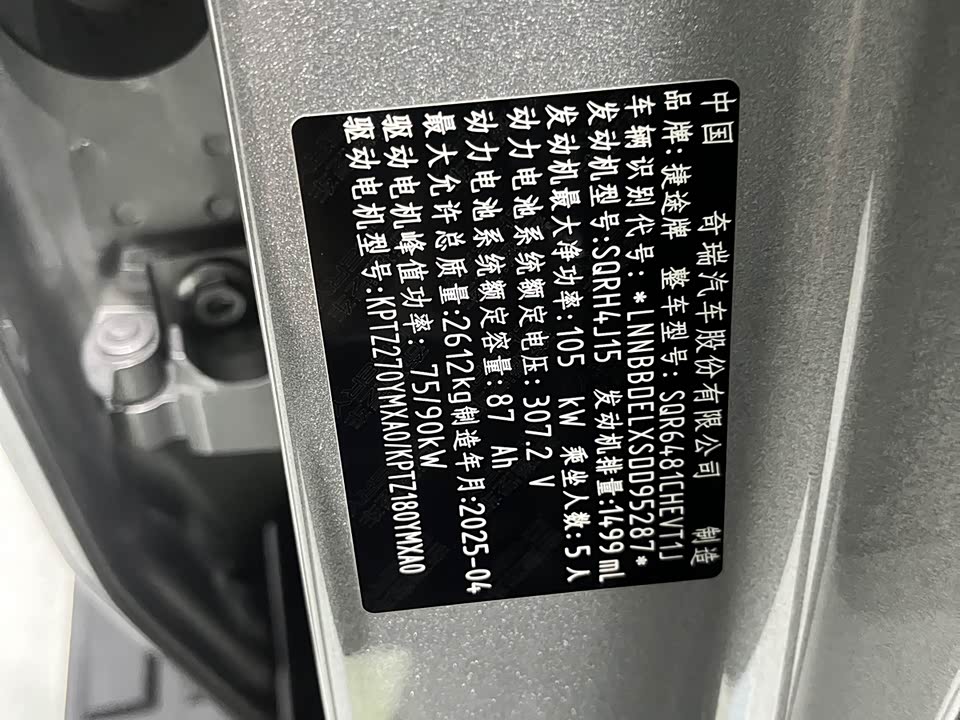 中国 奇瑞汽车股份有限公司 制造
品牌:捷途牌 整车型号:SQR6481CHEVT1J
车辆识别代号:*LNNBBDELXSDD95287*
发动机型号:SQRH4J15 发动机排量:1499 ml
发动机最大净功率:105 kW 乘坐人数:5人
动力电池系统额定电压:307.2 V
动力电池系统额定容量:87 Ah
最大允许总质量:2612kg制造年月:2025-04
驱动电机峰值功率: 75/90kW
驱动电机型号:KPTZ270YMXA0/KPTZ180YMXA0